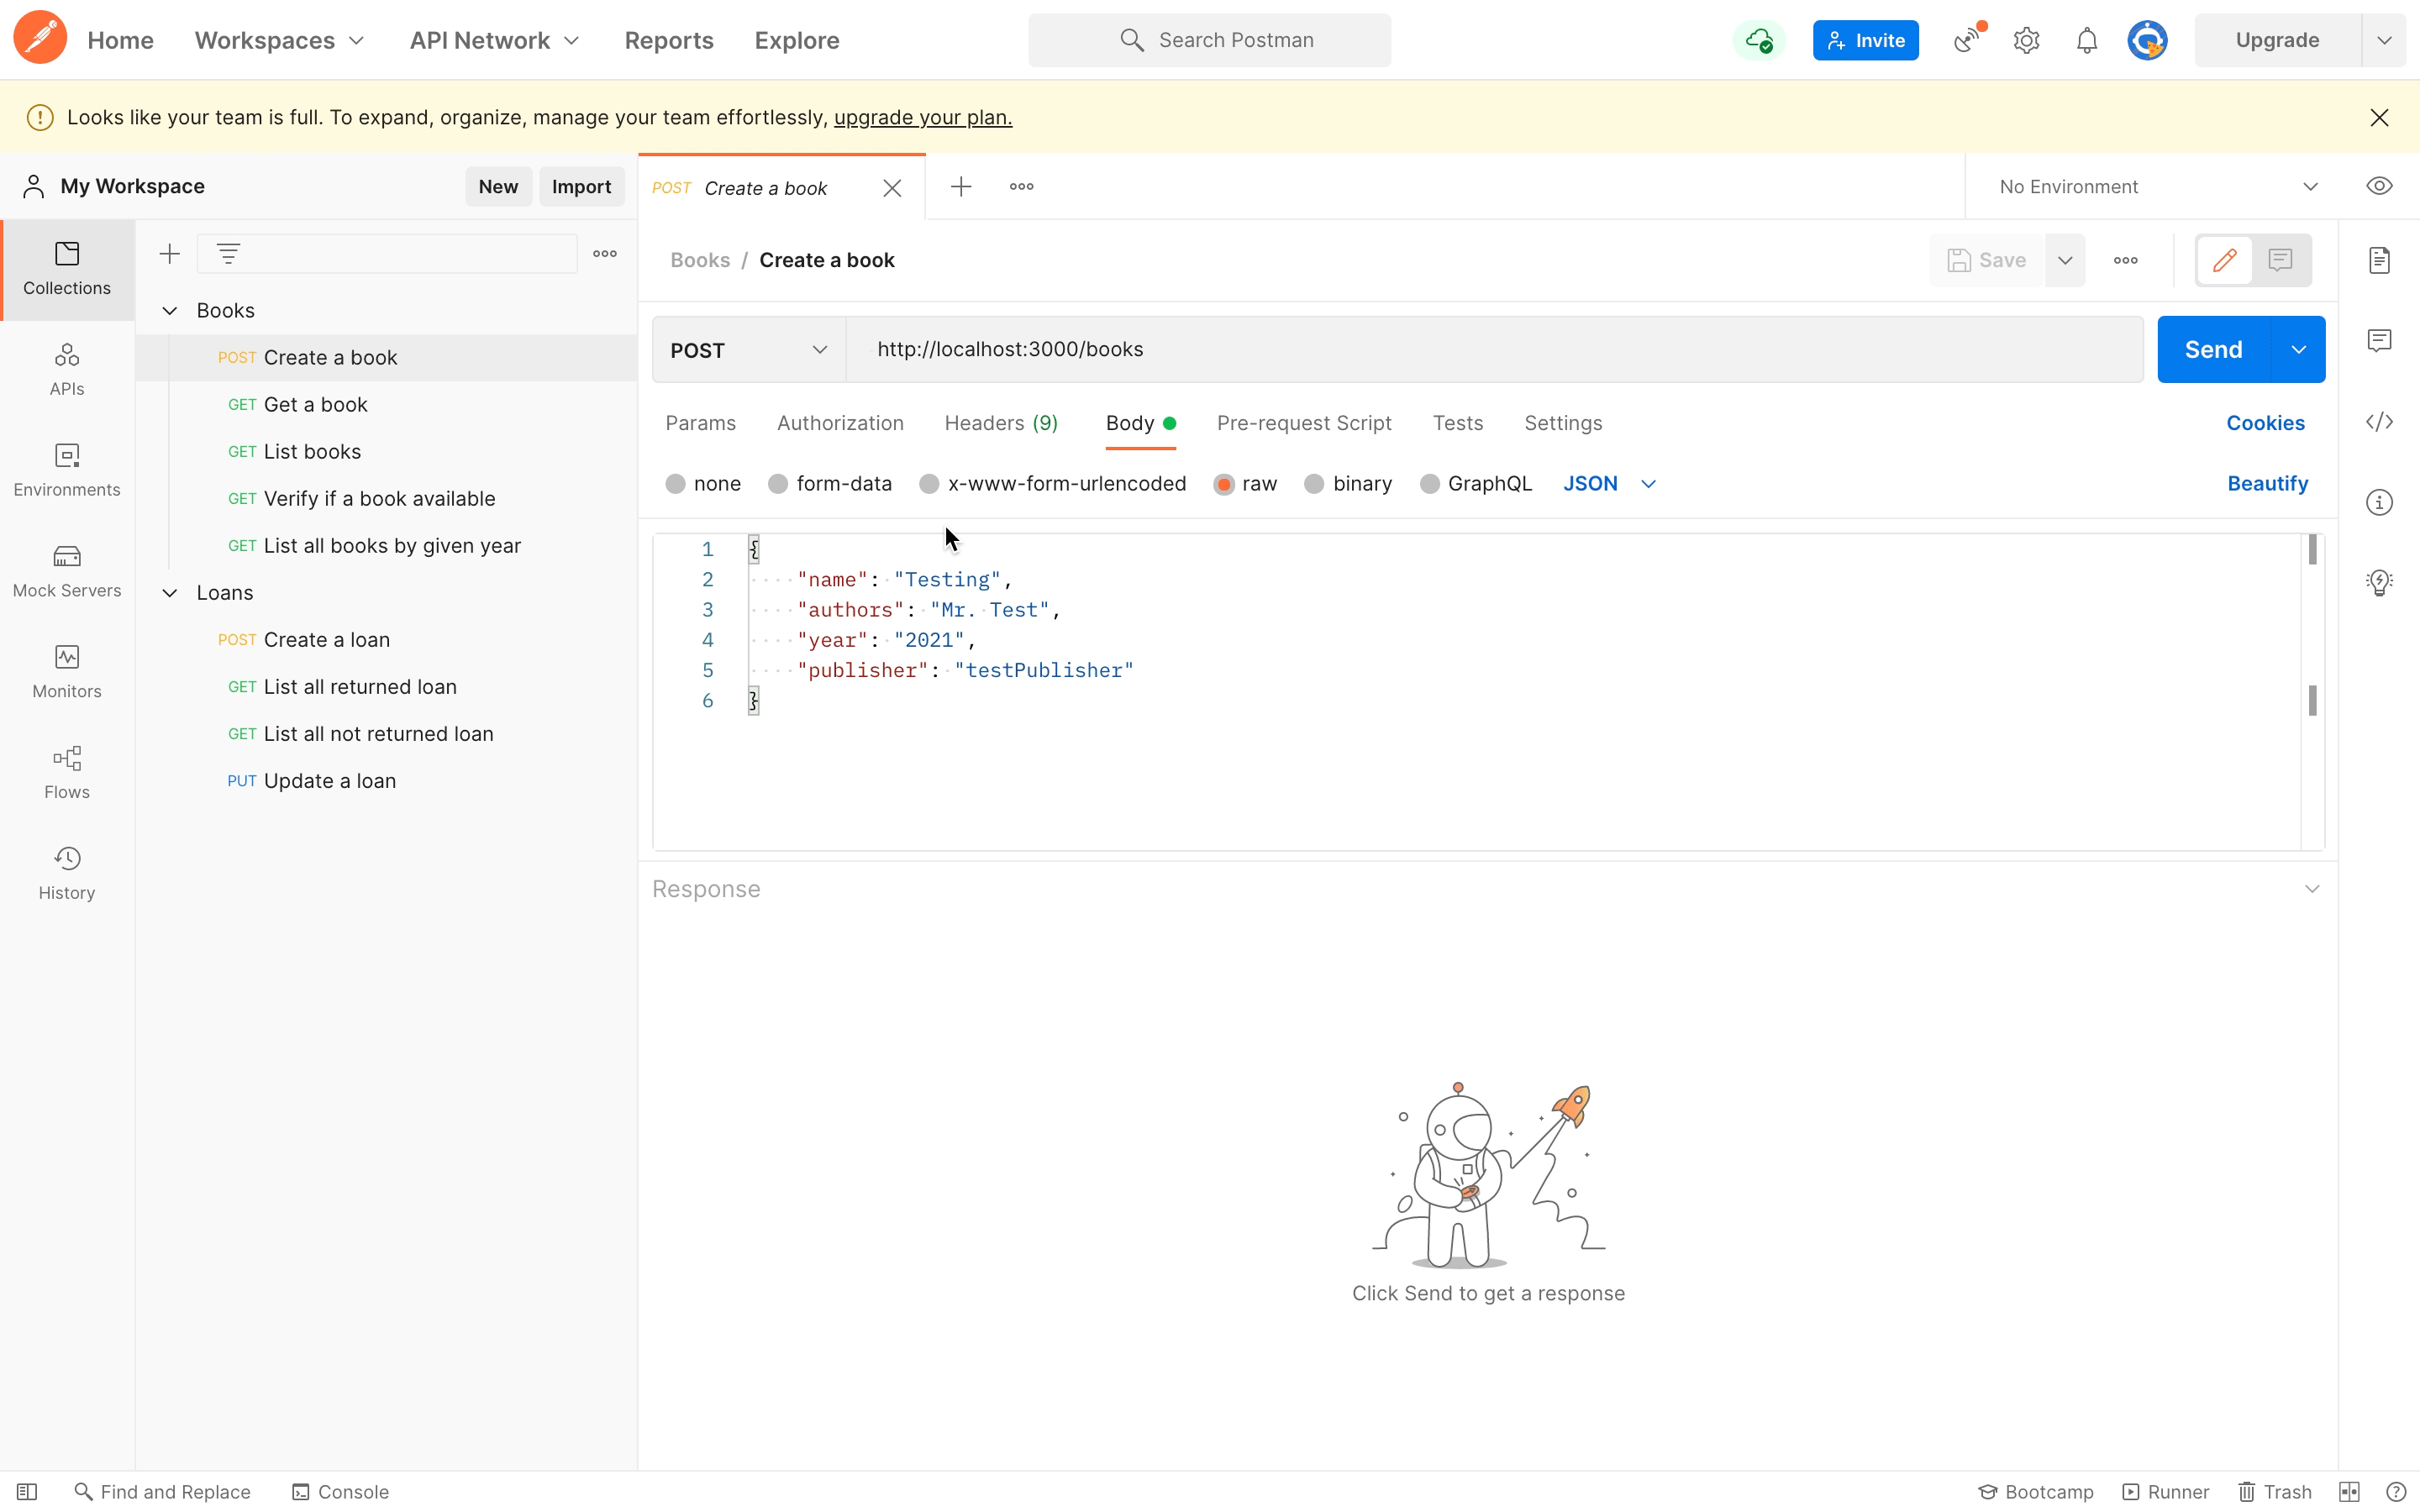 Home Workspaces API Network Reports Explore Search Postman Invite Upgrade
Looks like your team is full. To expand, organize, manage your team effortlessly, upgrade your plan.
My Workspace New Import POST Create a book No Environment
Collections
APIs
Environments
Mock Servers
Monitors
Flows
History
Books
POST Create a book
GET Get a book
GET List books
GET Verify if a book available
GET List all books by given year
Loans
POST Create a loan
GET List all returned loan
GET List all not returned loan
PUT Update a loan
Books / Create a book Save
POST http://localhost:3000/books Send
Params Authorization Headers (9) Body Pre-request Script Tests Settings Cookies
none form-data x-www-form-urlencoded raw binary GraphQL JSON Beautify
1 {
2 "name": "Testing",
3 "authors": "Mr. Test",
4 "year": "2021",
5 "publisher": "testPublisher"
6 }
Response
Click Send to get a response
Find and Replace Console Bootcamp Runner Trash